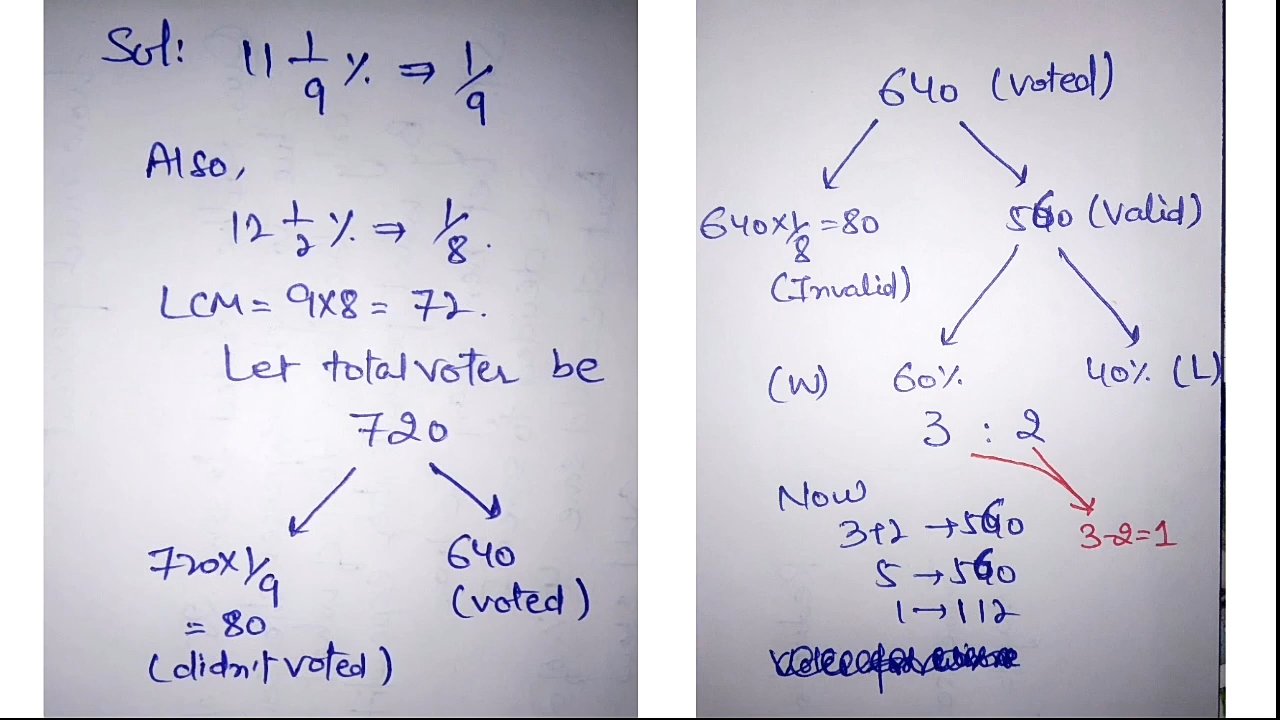 Sol: 11 1/9 % ⇒ 1/9
Also,
12 1/2 % ⇒ 1/8.
LCM = 9×8 = 72.
Let total voter be
720
720×1/9
= 80
(didn't voted)
640
(voted)
640 (voted)
640×1/8 = 80
(Invalid)
560 (Valid)
(W) 60%
40% (L)
3 : 2
3-2=1
Now
3+2 → 560
5 → 560
1 → 112